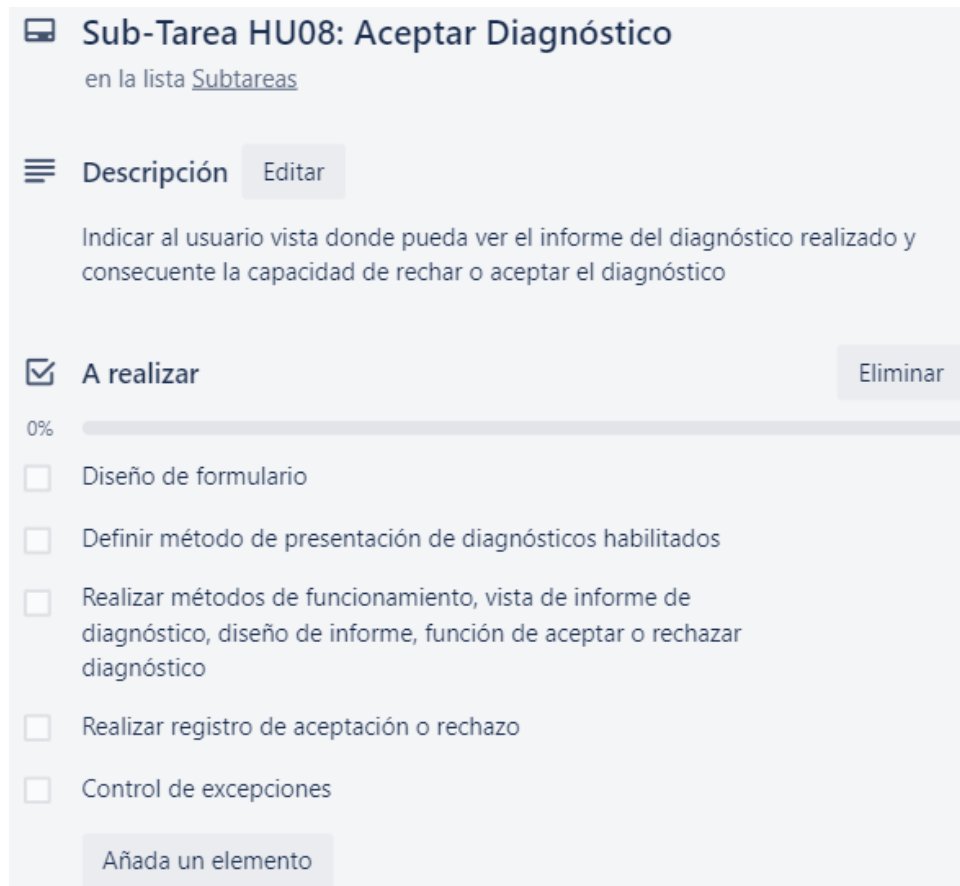 Sub-Tarea HU08: Aceptar Diagnóstico
en la lista Subtareas
Descripción Editar
Indicar al usuario vista donde pueda ver el informe del diagnóstico realizado y
consecuente la capacidad de rechar o aceptar el diagnóstico
A realizar Eliminar
0%
Diseño de formulario
Definir método de presentación de diagnósticos habilitados
Realizar métodos de funcionamiento, vista de informe de
diagnóstico, diseño de informe, función de aceptar o rechazar
diagnóstico
Realizar registro de aceptación o rechazo
Control de excepciones
Añada un elemento